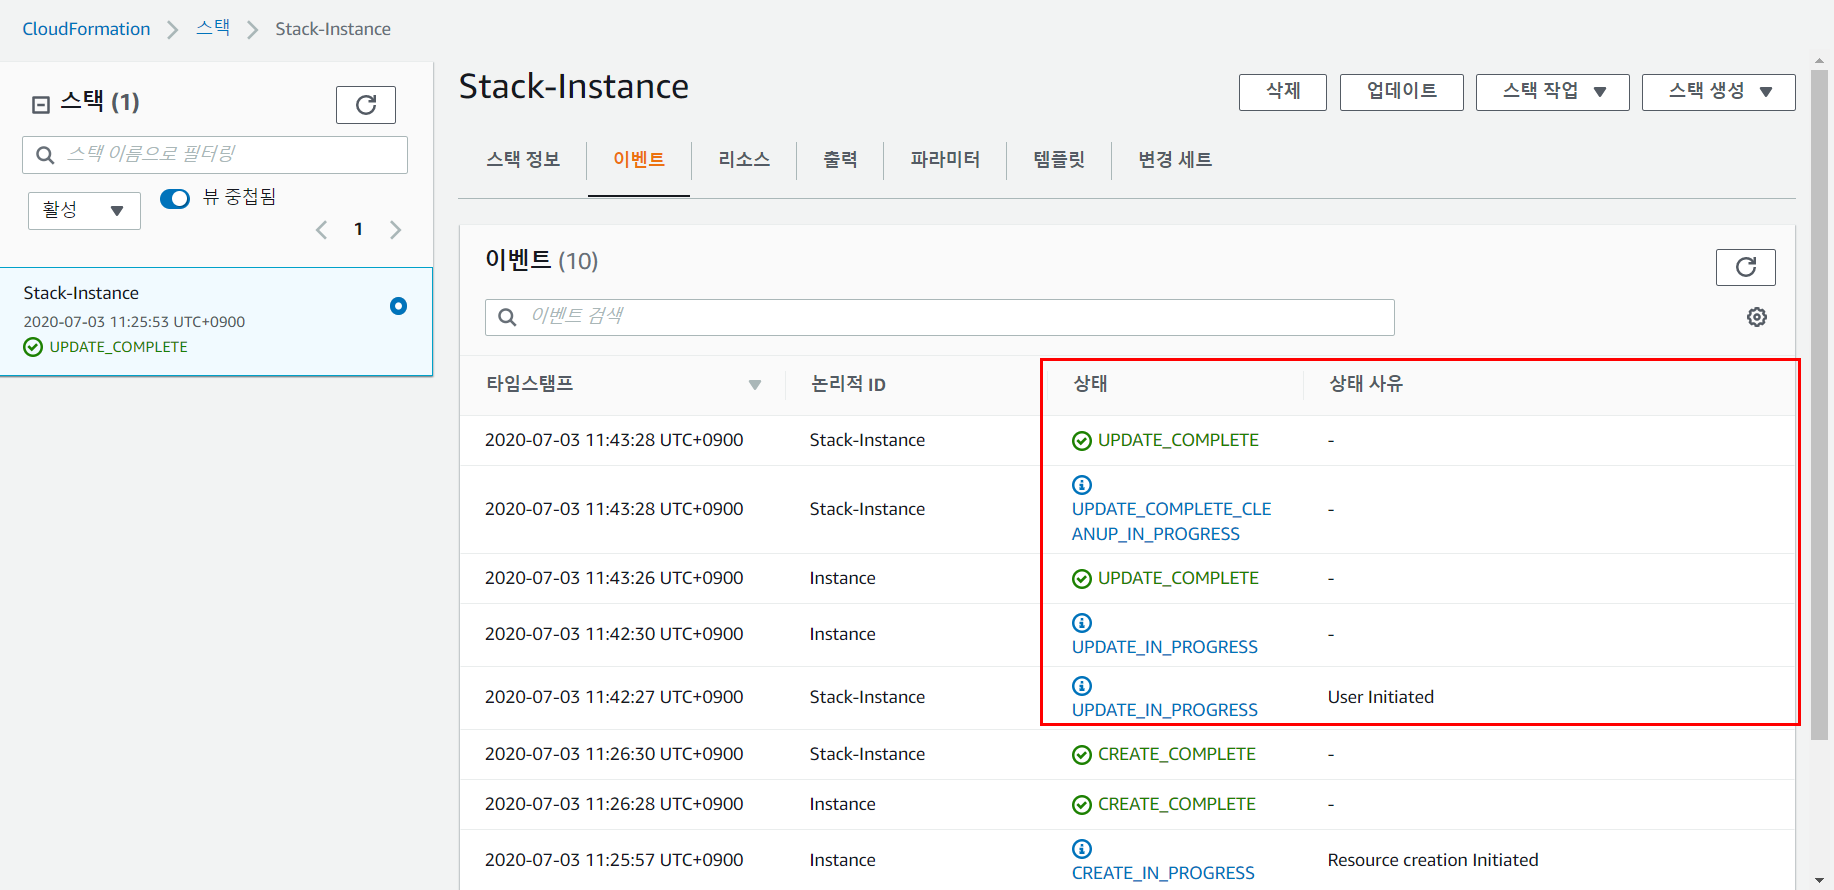 CloudFormation > 스택 > Stack-Instance
스택 (1)
스택 이름으로 필터링
활성
뷰 중첩됨
1
Stack-Instance
2020-07-03 11:25:53 UTC+0900
UPDATE_COMPLETE
Stack-Instance
삭제 업데이트 스택 작업 스택 생성
스택 정보 이벤트 리소스 출력 파라미터 템플릿 변경 세트
이벤트 (10)
이벤트 검색
타임스탬프 논리적 ID 상태 상태 사유
2020-07-03 11:43:28 UTC+0900 Stack-Instance UPDATE_COMPLETE -
2020-07-03 11:43:28 UTC+0900 Stack-Instance UPDATE_COMPLETE_CLE -
ANUP_IN_PROGRESS
2020-07-03 11:43:26 UTC+0900 Instance UPDATE_COMPLETE -
2020-07-03 11:42:30 UTC+0900 Instance UPDATE_IN_PROGRESS -
2020-07-03 11:42:27 UTC+0900 Stack-Instance UPDATE_IN_PROGRESS User Initiated
2020-07-03 11:26:30 UTC+0900 Stack-Instance CREATE_COMPLETE -
2020-07-03 11:26:28 UTC+0900 Instance CREATE_COMPLETE -
2020-07-03 11:25:57 UTC+0900 Instance CREATE_IN_PROGRESS Resource creation Initiated